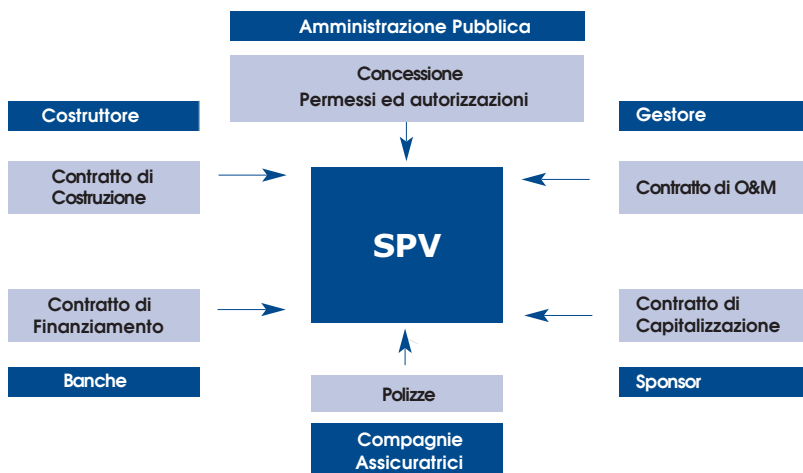 Amministrazione Pubblica
Concessione
Permessi ed autorizzazioni
Costruttore
Gestore
Contratto di
Costruzione
Contratto di O&M
SPV
Contratto di
Finanziamento
Contratto di
Capitalizzazione
Banche
Polizze
Sponsor
Compagnie
Assicuratrici